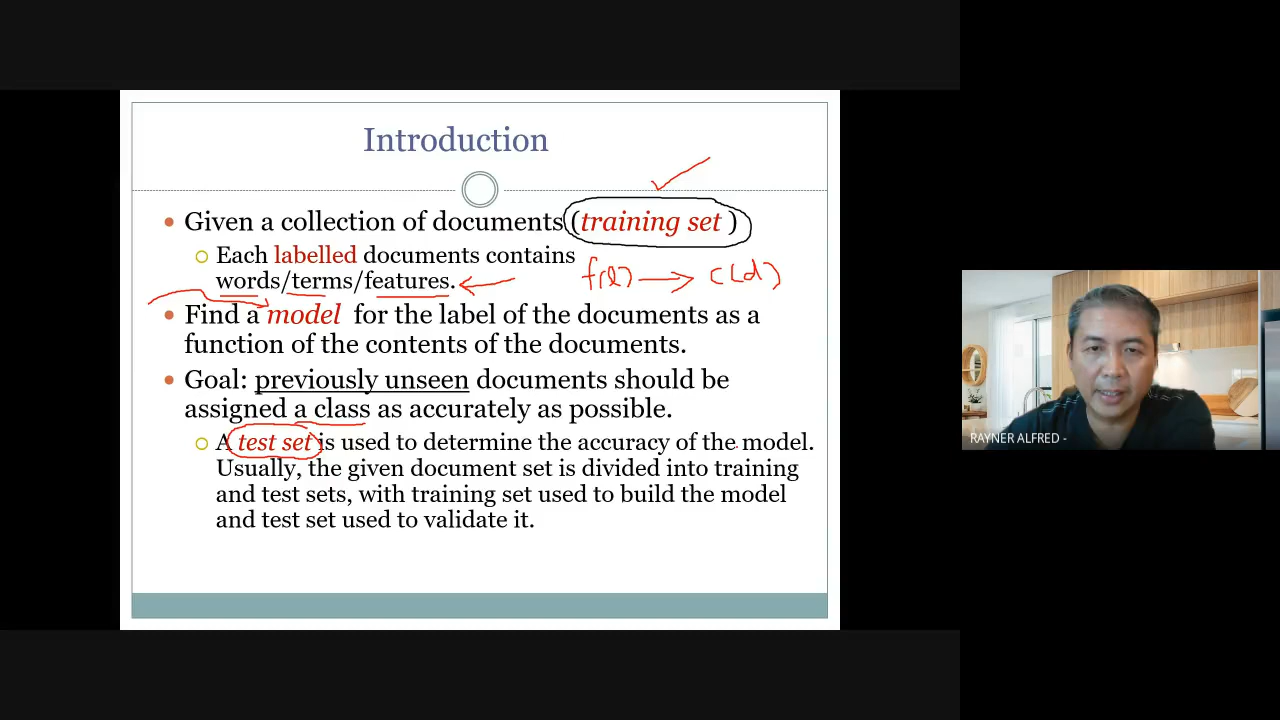 Introduction
Given a collection of documents (training set )
Each labelled documents contains
words/terms/features.
Find a model for the label of the documents as a
function of the contents of the documents.
Goal: previously unseen documents should be
assigned a class as accurately as possible.
A test set is used to determine the accuracy of the model.
Usually, the given document set is divided into training
and test sets, with training set used to build the model
and test set used to validate it.
RAYNER ALFRED -